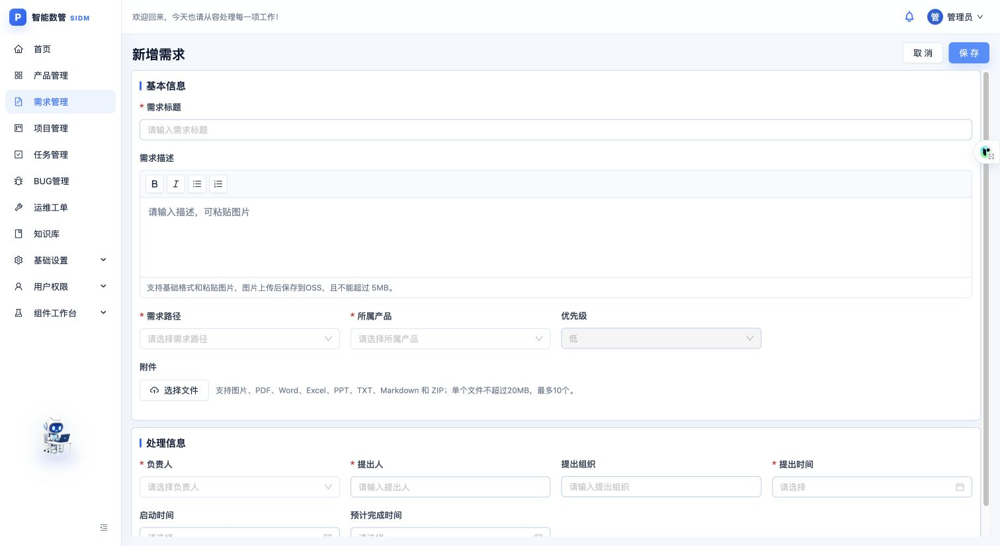 P 智能数管 SIDM
欢迎回来，今天也请从容处理每一项工作！
管 管理员
首页
产品管理
需求管理
项目管理
任务管理
BUG管理
运维工单
知识库
基础设置
用户权限
组件工作台
新增需求
取 消
保 存
基本信息
* 需求标题
请输入需求标题
需求描述
B I
请输入描述，可粘贴图片
支持基础格式和粘贴图片，图片上传后保存到OSS，且不能超过 5MB。
* 需求路径 * 所属产品 优先级
请选择需求路径 请选择所属产品 低
附件
选择文件 支持图片、PDF、Word、Excel、PPT、TXT、Markdown 和 ZIP；单个文件不超过20MB，最多10个。
处理信息
* 负责人 * 提出人 提出组织 * 提出时间
请选择负责人 请输入提出人 请输入提出组织 请选择
启动时间 预计完成时间
请选择 请选择